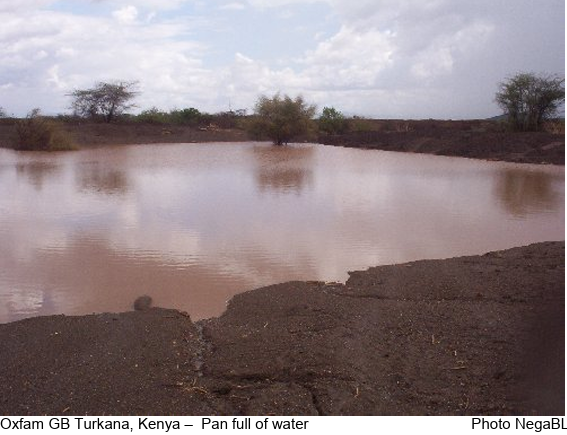 Oxfam GB Turkana, Kenya – Pan full of water Photo NegaBL